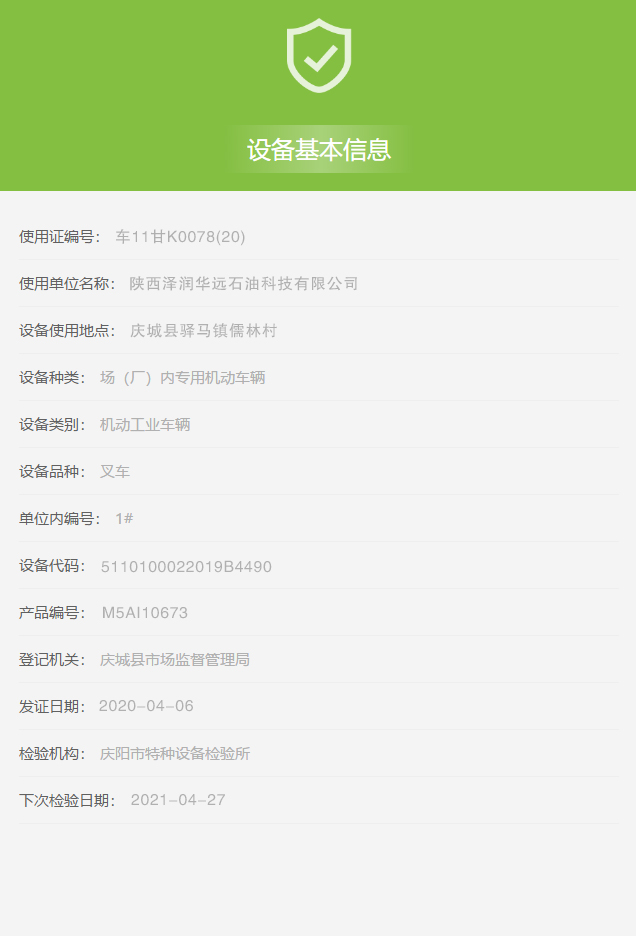 设备基本信息
使用证编号： 车11甘K0078(20)
使用单位名称： 陕西泽润华远石油科技有限公司
设备使用地点： 庆城县驿马镇儒林村
设备种类： 场（厂）内专用机动车辆
设备类别： 机动工业车辆
设备品种： 叉车
单位内编号： 1#
设备代码： 5110100022019B4490
产品编号： M5AI10673
登记机关： 庆城县市场监督管理局
发证日期： 2020-04-06
检验机构： 庆阳市特种设备检验所
下次检验日期： 2021-04-27